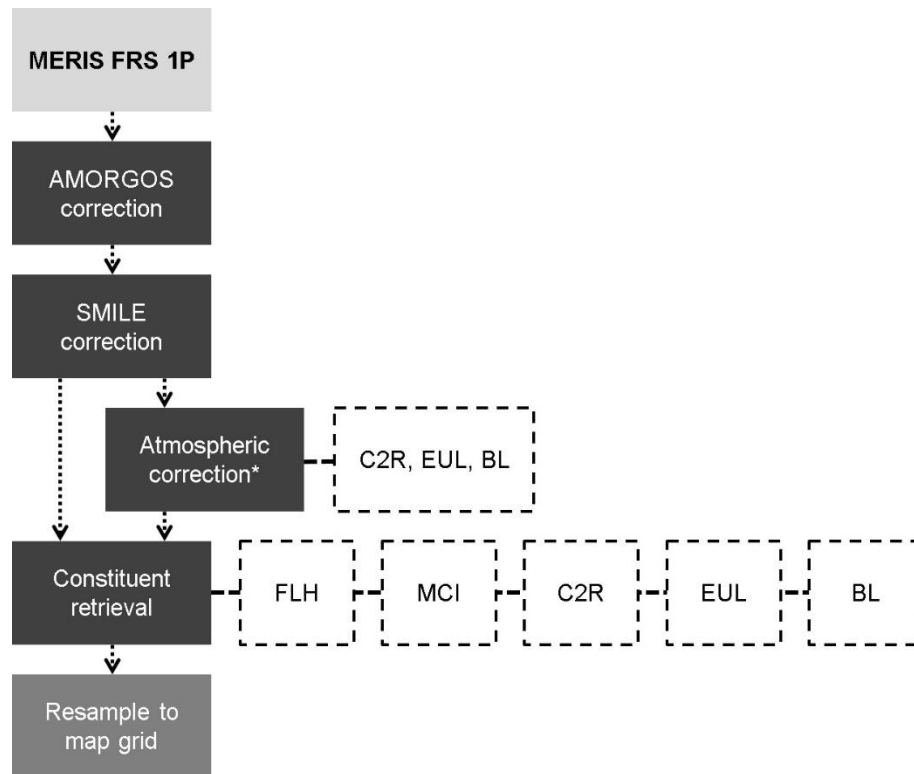 MERIS FRS 1P
AMORGOS
correction
SMILE
correction
Atmospheric
correction*
C2R, EUL, BL
Constituent
retrieval
FLH
MCI
C2R
EUL
BL
Resample to
map grid